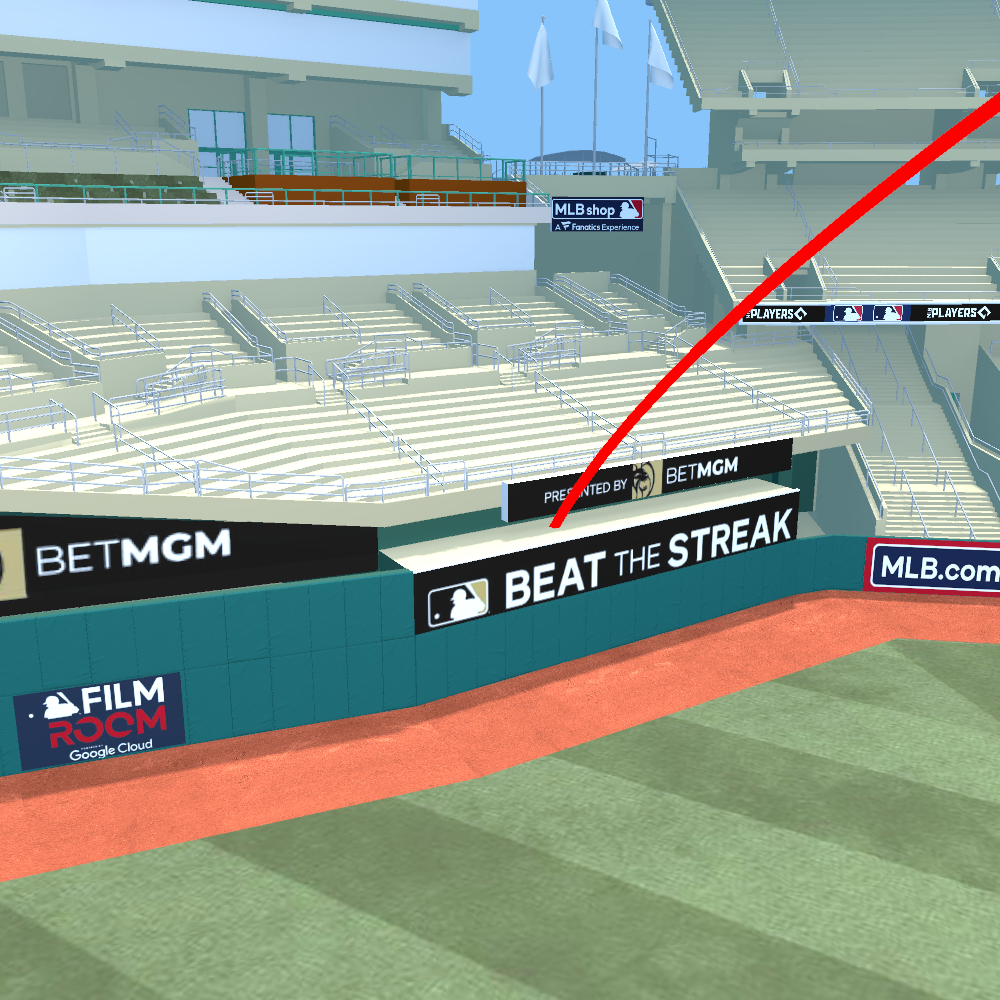 MLB shop
A Fanatics Experience
PLAYERS
PLAYERS
PRESENTED BY BETMGM
BETMGM
BEAT THE STREAK
MLB.com
FILM
ROOM
Google Cloud